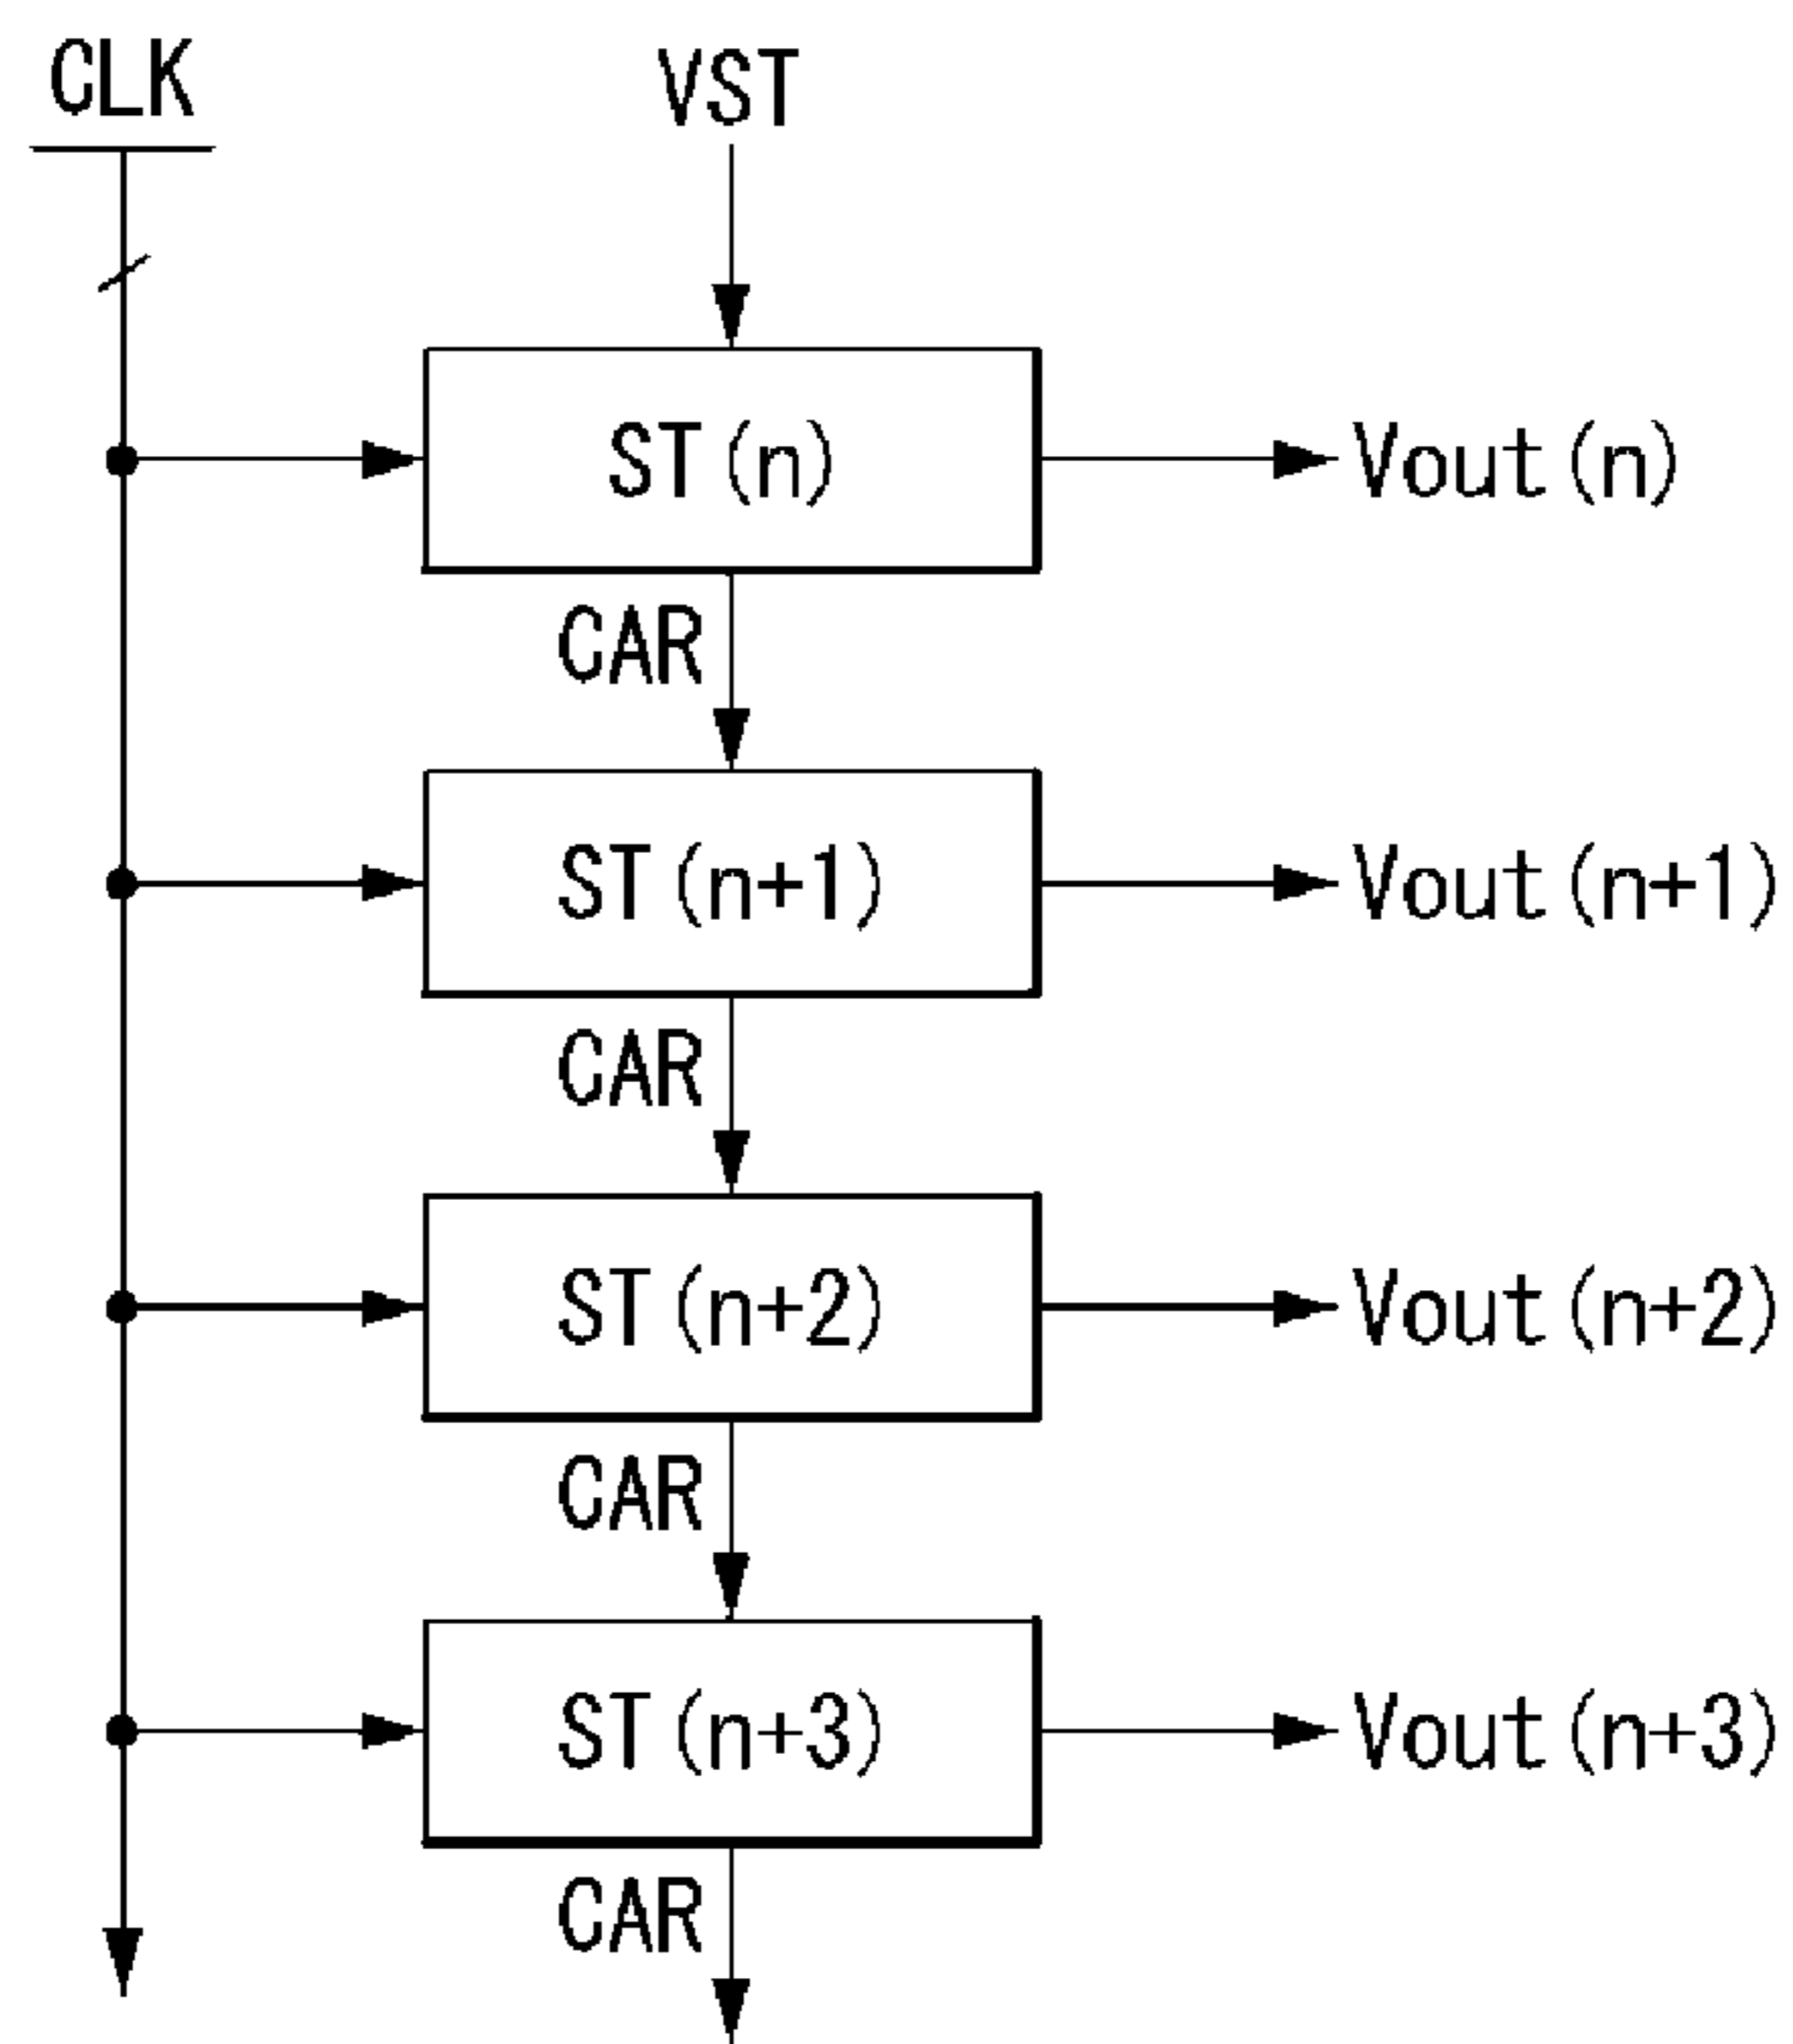 CLK
VST
ST(n)
Vout(n)
CAR
ST(n+1)
Vout(n+1)
CAR
ST(n+2)
Vout(n+2)
CAR
ST(n+3)
Vout(n+3)
CAR